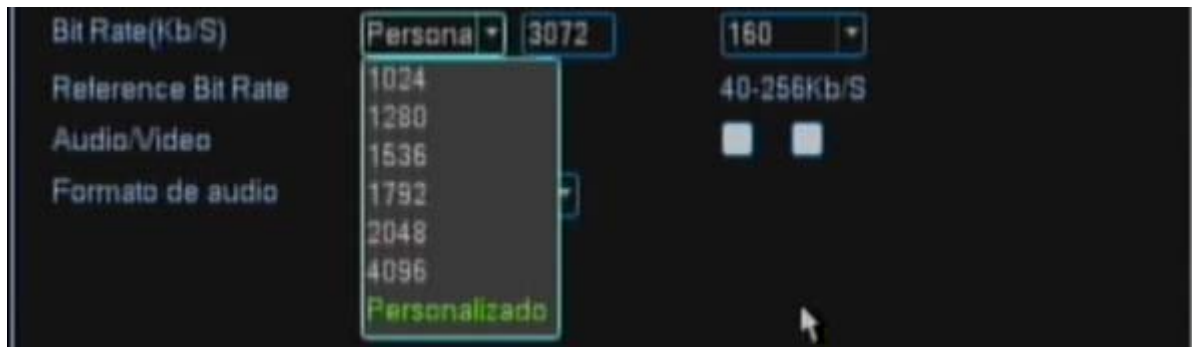 Bit Rate(Kb/S) Persona 3072 160
1024
Reference Bit Rate 40-256Kb/S
1280
Audio/Video
1536
Formato de audio 1792
2048
4096
Personalizado